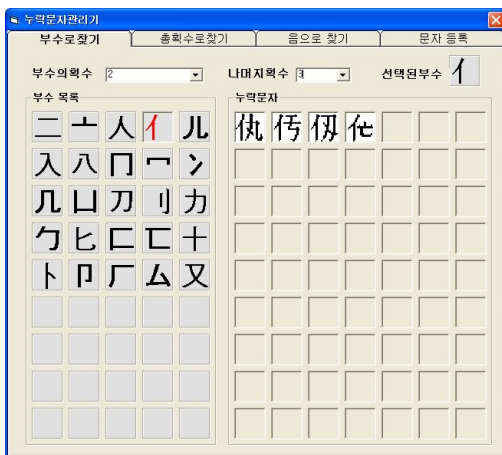 누락문자관리기
부수로찾기 총획수로찾기 음으로 찾기 문자 등록
부수의획수 2 나머지획수 3 선택된부수 亻
부수 목록 누락문자
二 亠 人 亻 儿
入 八 冂 冖 冫
几 凵 刀 刂 力
勹 匕 匚 匸 十
卜 卩 厂 厶 又